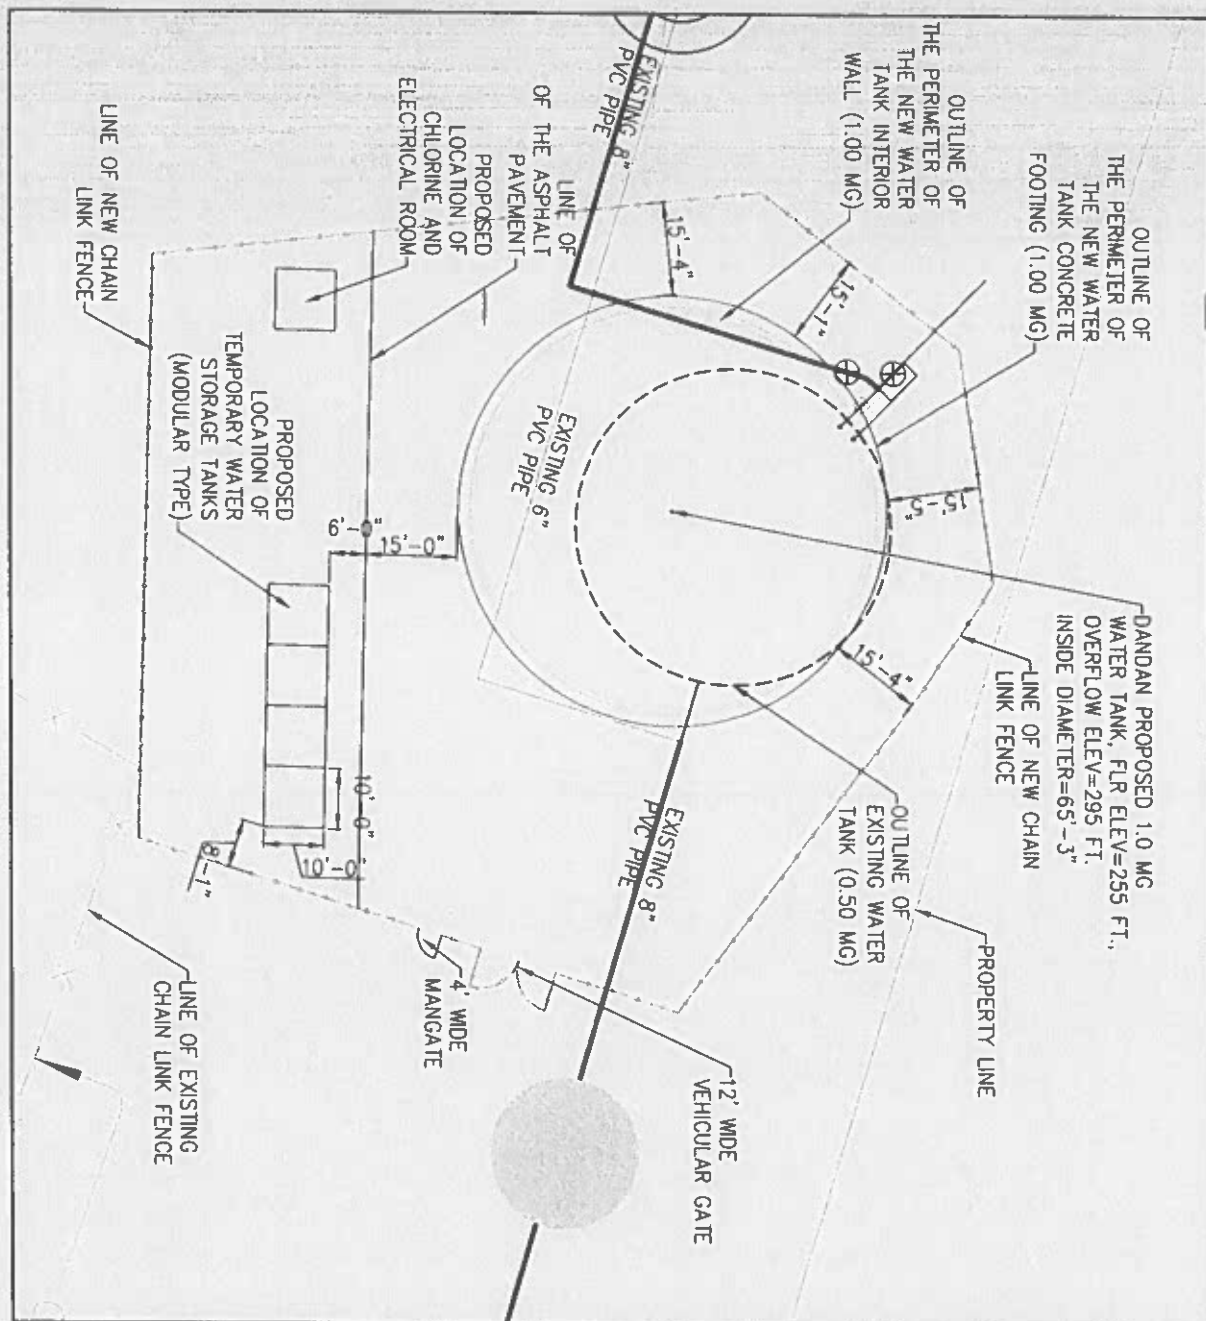 OUTLINE OF
THE PERIMETER OF
THE NEW WATER
TANK CONCRETE
FOOTING (1.00 MG)
OUTLINE OF
THE PERIMETER OF
THE NEW WATER
TANK INTERIOR
WALL (1.00 MG)
EXISTING 8"
PVC PIPE
LINE OF
OF THE ASPHALT
PAVEMENT
PROPOSED
LOCATION OF
CHLORINE AND
ELECTRICAL ROOM
LINE OF NEW CHAIN
LINK FENCE
15'-4"
15'-1"
15'-5"
15'-4"
EXISTING 6"
PVC PIPE
PROPOSED
LOCATION OF
TEMPORARY WATER
STORAGE TANKS
(MODULAR TYPE)
6'-0"
15'-0"
10'-0"
10'-0"
8'-1"
DANDAN PROPOSED 1.0 MG
WATER TANK, FLR ELEV=255 FT.,
OVERFLOW ELEV=295 FT.
INSIDE DIAMETER=65'-3"
LINE OF NEW CHAIN
LINK FENCE
OUTLINE OF
EXISTING WATER
TANK (0.50 MG)
EXISTING 8"
PVC PIPE
PROPERTY LINE
4' WIDE
MANGATE
12' WIDE
VEHICULAR GATE
LINE OF EXISTING
CHAIN LINK FENCE